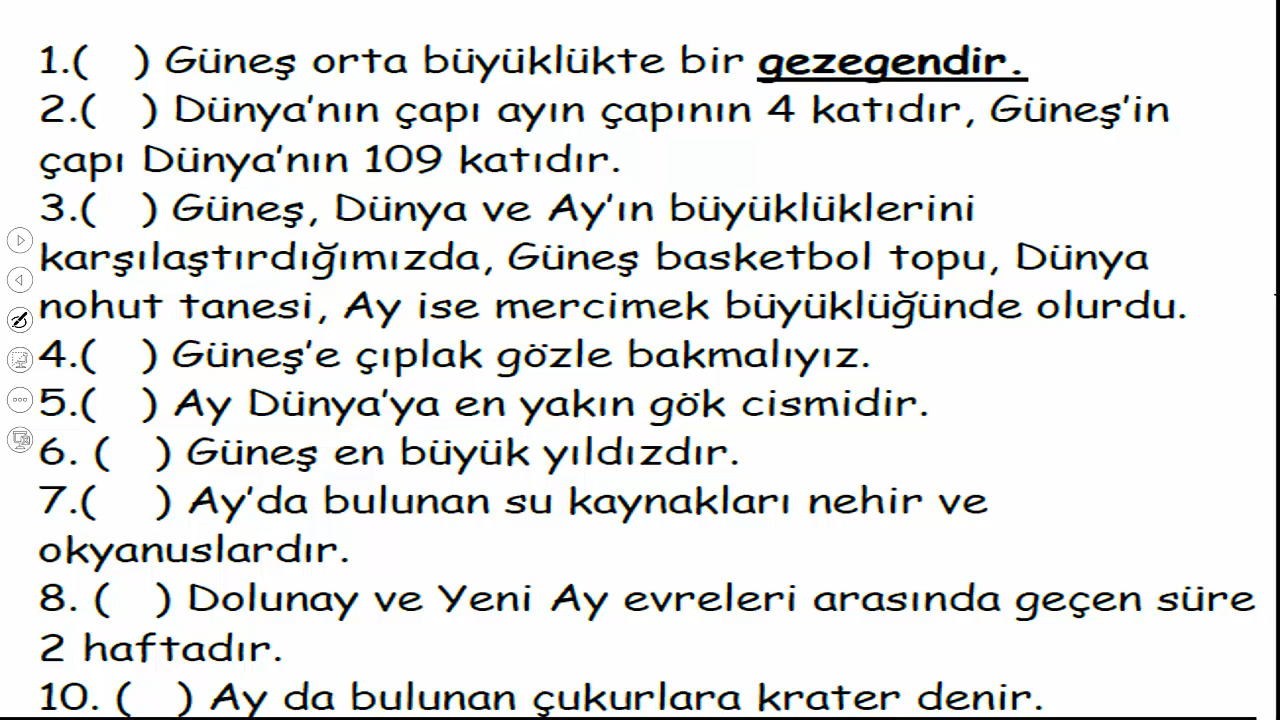 1.(   ) Güneş orta büyüklükte bir gezegendir.
2.(   ) Dünya’nın çapı ayın çapının 4 katıdır, Güneş’in
çapı Dünya’nın 109 katıdır.
3.(   ) Güneş, Dünya ve Ay’ın büyüklüklerini
karşılaştırdığımızda, Güneş basketbol topu, Dünya
nohut tanesi, Ay ise mercimek büyüklüğünde olurdu.
4.(   ) Güneş’e çıplak gözle bakmalıyız.
5.(   ) Ay Dünya’ya en yakın gök cismidir.
6. (   ) Güneş en büyük yıldızdır.
7.(   ) Ay’da bulunan su kaynakları nehir ve
okyanuslardır.
8. (   ) Dolunay ve Yeni Ay evreleri arasında geçen süre
2 haftadır.
10. (   ) Ay da bulunan çukurlara krater denir.